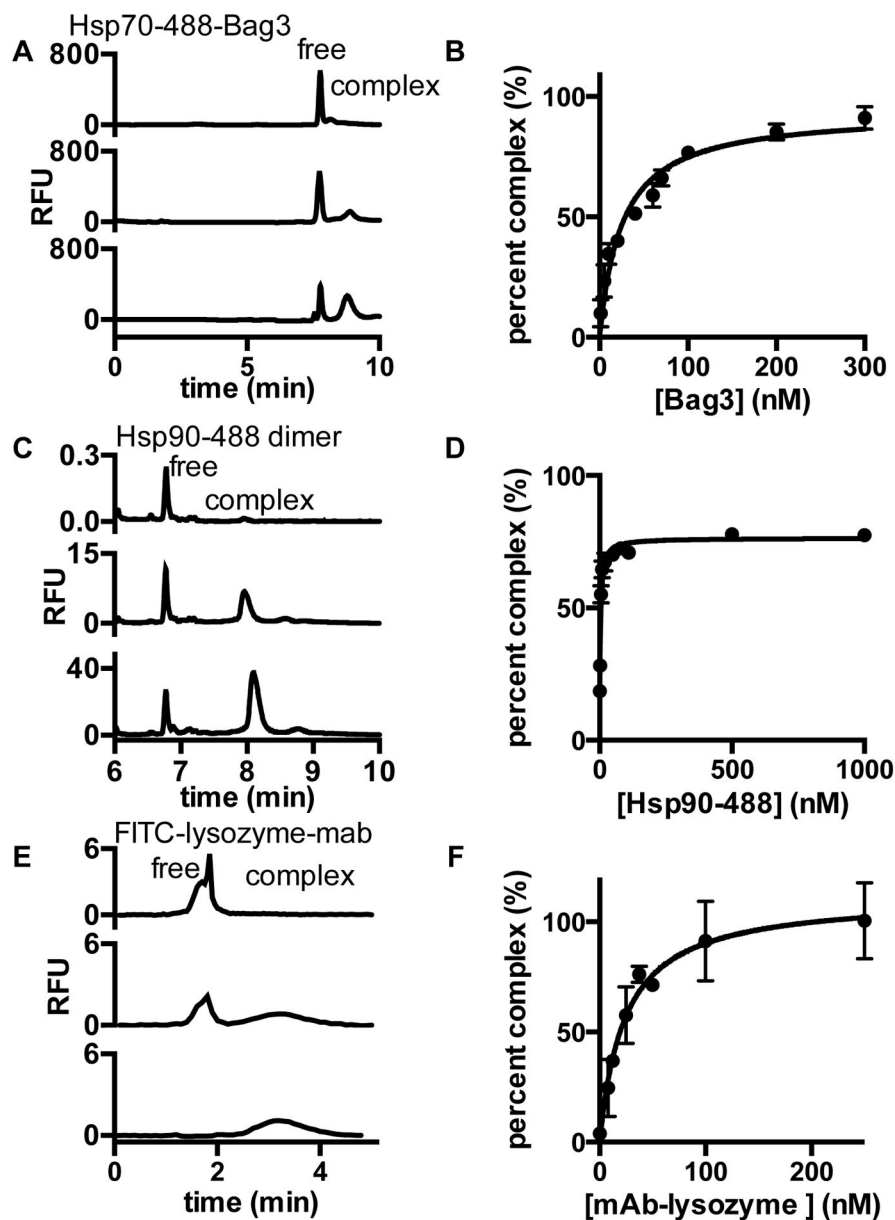 Hsp70-488-Bag3
A
800
0
free
complex
800
0
RFU
800
0
0
5
10
time (min)
B
percent complex (%)
100
50
0
0
100
200
300
[Bag3] (nM)
C
Hsp90-488 dimer
free
complex
0.3
0.0
15
0
RFU
40
0
6
7
8
9
10
time (min)
D
percent complex (%)
100
50
0
0
500
1000
[Hsp90-488] (nM)
E
FITC-lysozyme-mab
free
complex
6
0
6
0
RFU
6
0
0
2
4
time (min)
F
percent complex (%)
100
50
0
0
100
200
[mAb-lysozyme ] (nM)